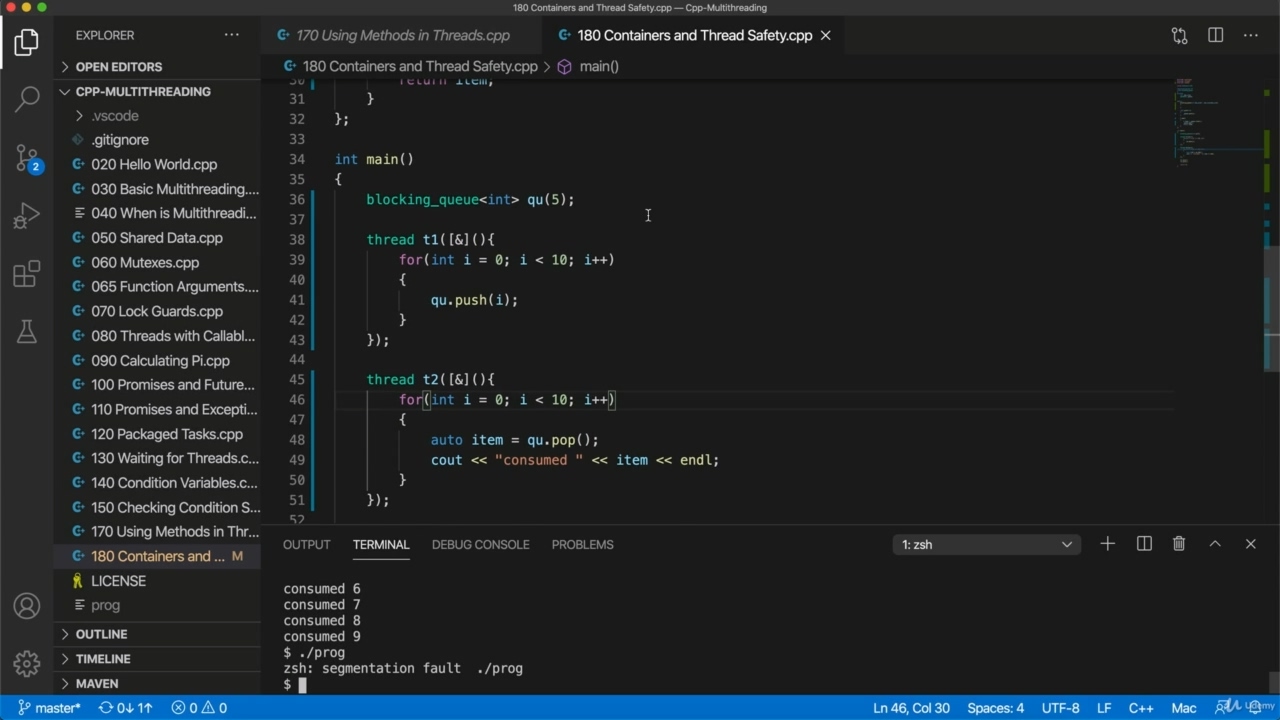 180 Containers and Thread Safety.cpp — Cpp-Multithreading
EXPLORER
170 Using Methods in Threads.cpp
180 Containers and Thread Safety.cpp
180 Containers and Thread Safety.cpp > main()
OPEN EDITORS
CPP-MULTITHREADING
.vscode
.gitignore
020 Hello World.cpp
030 Basic Multithreading....
040 When is Multithreadi...
050 Shared Data.cpp
060 Mutexes.cpp
065 Function Arguments....
070 Lock Guards.cpp
080 Threads with Callabl...
090 Calculating Pi.cpp
100 Promises and Future...
110 Promises and Excepti...
120 Packaged Tasks.cpp
130 Waiting for Threads.c...
140 Condition Variables.c...
150 Checking Condition S...
170 Using Methods in Thr...
180 Containers and ... M
LICENSE
prog
OUTLINE
TIMELINE
MAVEN
2
30 return item;
31 }
32 };
33
34 int main()
35 {
36 blocking_queue<int> qu(5);
37
38 thread t1([&](){
39 for(int i = 0; i < 10; i++)
40 {
41 qu.push(i);
42 }
43 });
44
45 thread t2([&](){
46 for(int i = 0; i < 10; i++)
47 {
48 auto item = qu.pop();
49 cout << "consumed " << item << endl;
50 }
51 });
52
OUTPUT TERMINAL DEBUG CONSOLE PROBLEMS 1: zsh
consumed 6
consumed 7
consumed 8
consumed 9
$ ./prog
zsh: segmentation fault ./prog
$
master* 0↓ 1↑ 0 0 Ln 46, Col 30 Spaces: 4 UTF-8 LF C++ Mac Udemy